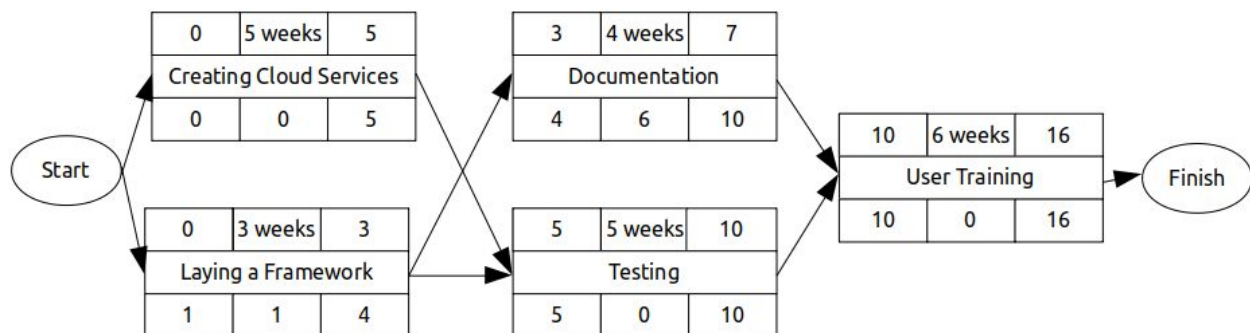 0 5 weeks 5
Creating Cloud Services
0 0 5
3 4 weeks 7
Documentation
4 6 10
Start
0 3 weeks 3
Laying a Framework
1 1 4
5 5 weeks 10
Testing
5 0 10
10 6 weeks 16
User Training
10 0 16
Finish